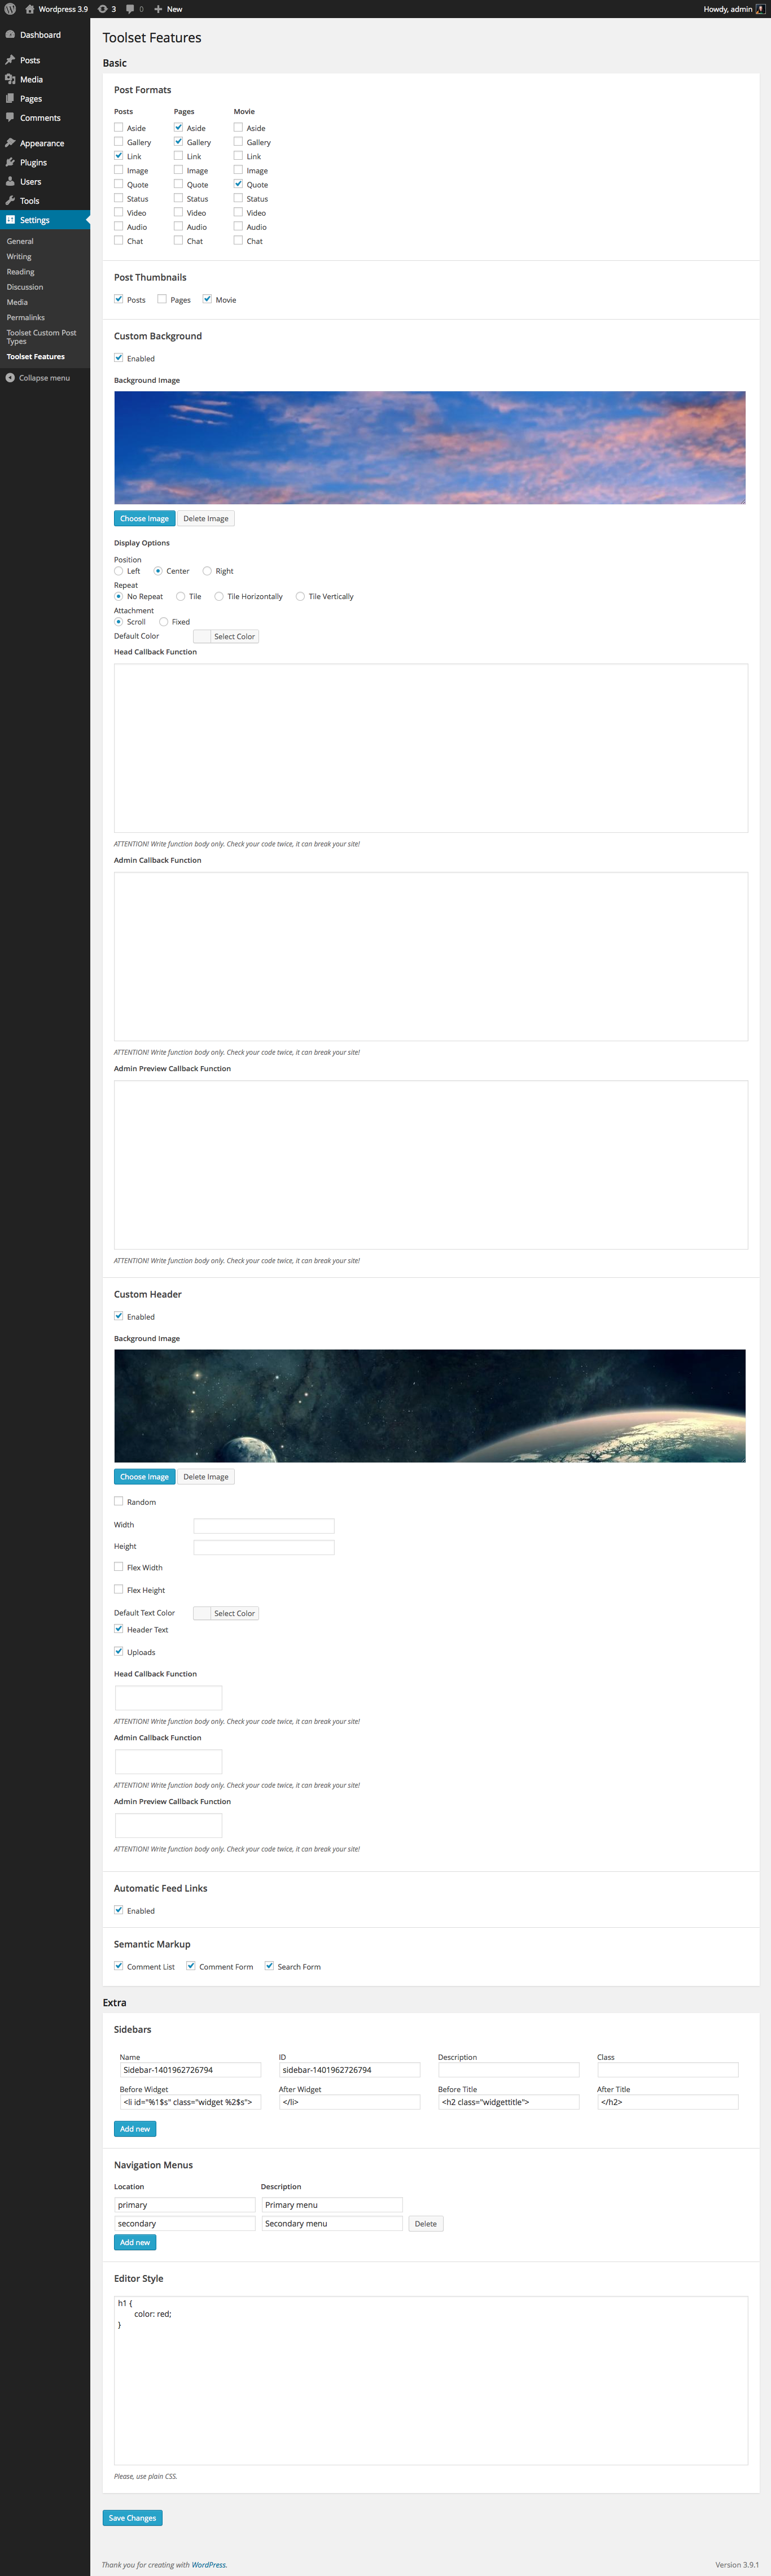 Wordpress 3.9 3 0 New Howdy, admin
Dashboard
Posts
Media
Pages
Comments
Appearance
Plugins
Users
Tools
Settings
General
Writing
Reading
Discussion
Media
Permalinks
Toolset Custom Post
Types
Toolset Features
Collapse menu
Toolset Features
Basic
Post Formats
Posts Pages Movie
Aside Aside Aside
Gallery Gallery Gallery
Link Link Link
Image Image Image
Quote Quote Quote
Status Status Status
Video Video Video
Audio Audio Audio
Chat Chat Chat
Post Thumbnails
Posts Pages Movie
Custom Background
Enabled
Background Image
Choose Image Delete Image
Display Options
Position
Left Center Right
Repeat
No Repeat Tile Tile Horizontally Tile Vertically
Attachment
Scroll Fixed
Default Color Select Color
Head Callback Function
ATTENTION! Write function body only. Check your code twice, it can break your site!
Admin Callback Function
ATTENTION! Write function body only. Check your code twice, it can break your site!
Admin Preview Callback Function
ATTENTION! Write function body only. Check your code twice, it can break your site!
Custom Header
Enabled
Background Image
Choose Image Delete Image
Random
Width
Height
Flex Width
Flex Height
Default Text Color Select Color
Header Text
Uploads
Head Callback Function
ATTENTION! Write function body only. Check your code twice, it can break your site!
Admin Callback Function
ATTENTION! Write function body only. Check your code twice, it can break your site!
Admin Preview Callback Function
ATTENTION! Write function body only. Check your code twice, it can break your site!
Automatic Feed Links
Enabled
Semantic Markup
Comment List Comment Form Search Form
Extra
Sidebars
Name ID Description Class
Sidebar-1401962726794 sidebar-1401962726794
Before Widget After Widget Before Title After Title
<li id="%1$s" class="widget %2$s"> </li> <h2 class="widgettitle"> </h2>
Add new
Navigation Menus
Location Description
primary Primary menu
secondary Secondary menu Delete
Add new
Editor Style
h1 {
color: red;
}
Please, use plain CSS.
Save Changes
Thank you for creating with WordPress. Version 3.9.1